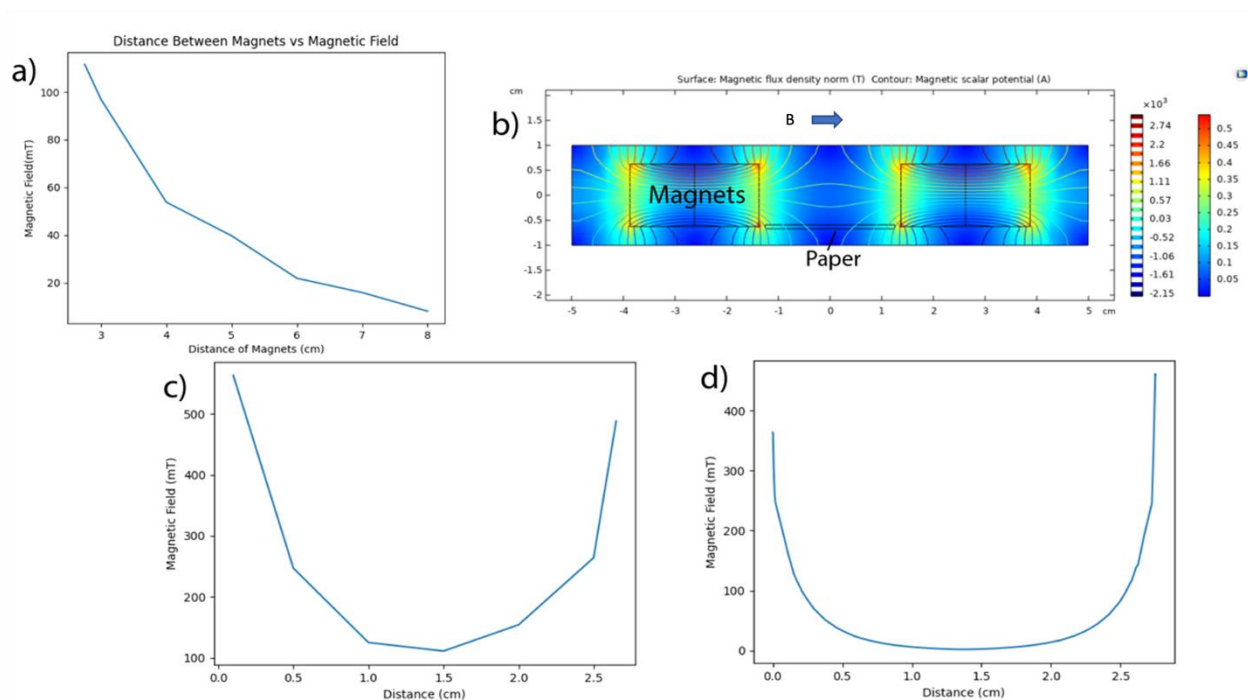 Distance Between Magnets vs Magnetic Field
a)
100
80
60
40
20
Magnetic Field(mT)
3 4 5 6 7 8
Distance of Magnets (cm)
Surface: Magnetic flux density norm (T) Contour: Magnetic scalar potential (A)
b)
cm
B
1.5
1
0.5
0
-0.5
-1
-1.5
-2
Magnets
Paper
-5 -4 -3 -2 -1 0 1 2 3 4 5 cm
×10³
2.74
2.2
1.66
1.11
0.57
0.03
-0.52
-1.06
-1.61
-2.15
0.5
0.45
0.4
0.35
0.3
0.25
0.2
0.15
0.1
0.05
c)
500
400
300
200
100
Magnetic Field (mT)
0.0 0.5 1.0 1.5 2.0 2.5
Distance (cm)
d)
400
300
200
100
0
Magnetic Field (mT)
0.0 0.5 1.0 1.5 2.0 2.5
Distance (cm)